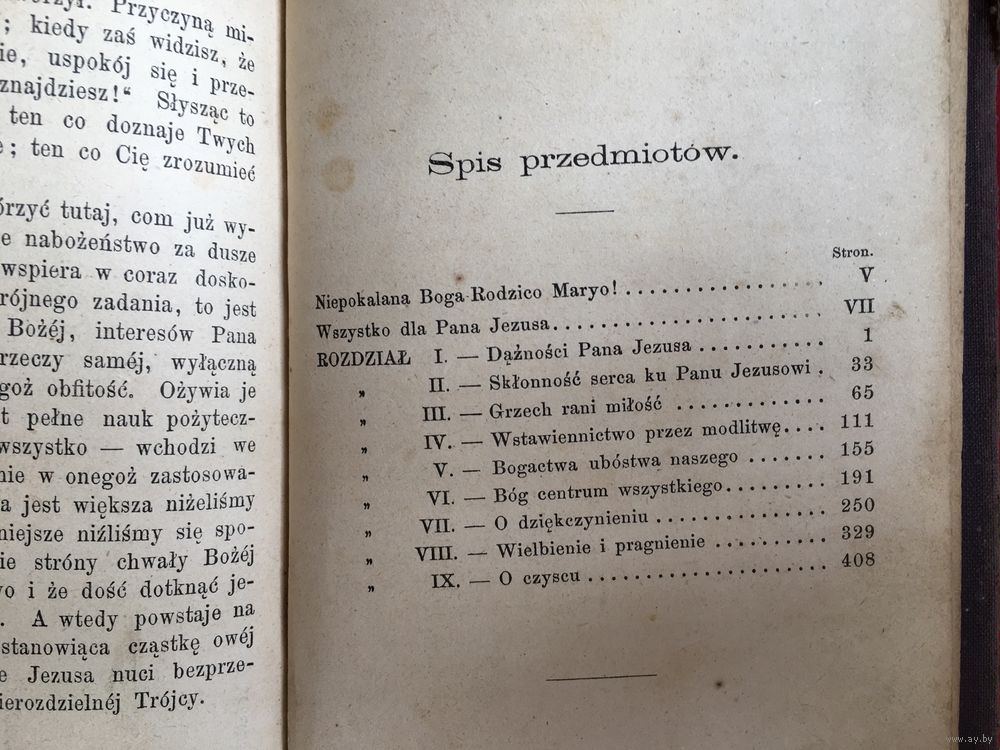 Przyczyną mi-
; kiedy zaś widzisz, że
uspokój się i prze-
znajdziesz!“ Słysząc to
ten co doznaje Twych
; ten co Cię zrozumieć
tutaj, com już wy-
nabożeństwo za dusze
wspiera w coraz dosko-
zadania, to jest
Bożéj, interesów Pana
rzeczy saméj, wyłączną
obfitość. Ożywia je
pełne nauk pożytecz-
wszystko — wchodzi we
w onegoż zastosowa-
jest większa niżeliśmy
niźliśmy się spo-
stróny chwały Bożéj
i że dość dotknąć je-
. A wtedy powstaje na
stanowiąca cząstkę owéj
Jezusa nuci bezprze-
Trójcy.
Spis przedmiotów.
Stron.
Niepokalana Boga-Rodzico Maryo! . . . . . . . . . . . . . . . V
Wszystko dla Pana Jezusa. . . . . . . . . . . . . . . . . . . . VII
ROZDZIAŁ I. — Dążności Pana Jezusa . . . . . . . . . . 1
„ II. — Skłonność serca ku Panu Jezusowi . 33
„ III. — Grzech rani miłość . . . . . . . . . . . . 65
„ IV. — Wstawiennictwo przez modlitwę. . . . 111
„ V. — Bogactwa ubóstwa naszego . . . . . . . 155
„ VI. — Bóg centrum wszystkiego. . . . . . . . . 191
„ VII. — O dziękczynieniu . . . . . . . . . . . . . . 250
„ VIII. — Wielbienie i pragnienie . . . . . . . . . 329
„ IX. — O czyscu . . . . . . . . . . . . . . . . . . . . 408
www.ay.by